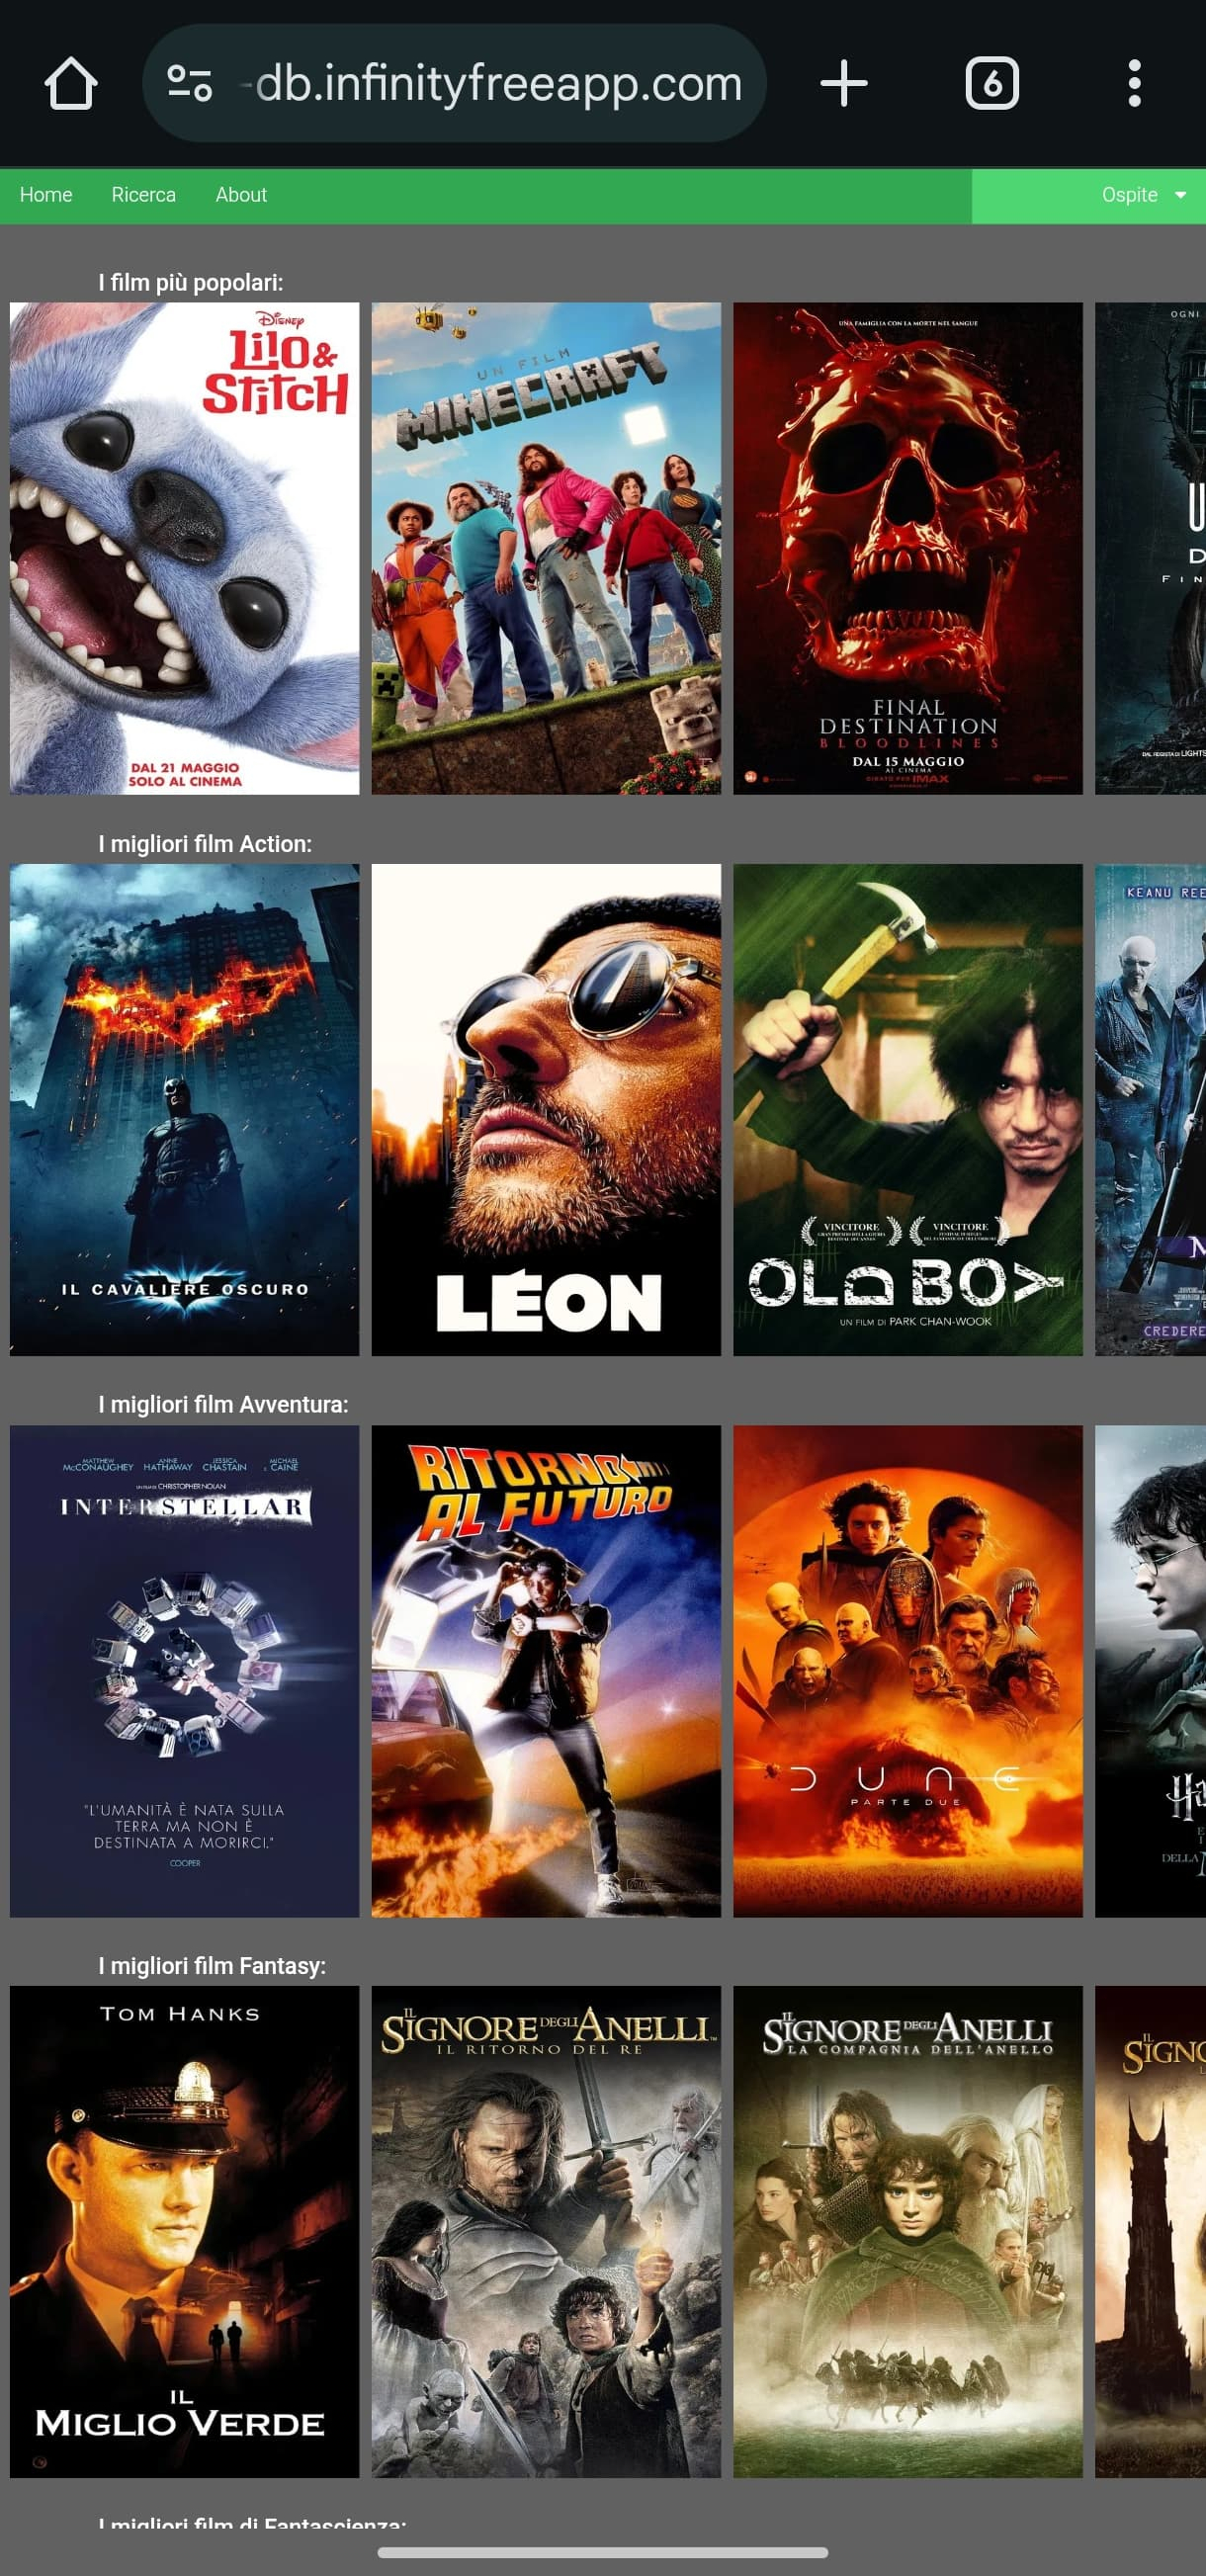 -db.infinityfreeapp.com
6
Home Ricerca About
Ospite
I film più popolari:
Disney
Lilo &
Stitch
DAL 21 MAGGIO
SOLO AL CINEMA
UN FILM
MINECRAFT
UNA FAMIGLIA CON LA MORTE NEL SANGUE
FINAL
DESTINATION
BLOODLINES
DAL 15 MAGGIO
AL CINEMA
IMAX
OGNI
U
D
FIN
I migliori film Action:
IL CAVALIERE OSCURO
LÉON
VINCITORE
VINCITORE
OLD BOY
UN FILM DI PARK CHAN-WOOK
KEANU REE
M
CREDERE
I migliori film Avventura:
MATTHEW McCONAUGHEY ANNE HATHAWAY JESSICA CHASTAIN E MICHAEL CAINE
UN FILM DI CHRISTOPHER NOLAN
INTERSTELLAR
"L'UMANITÀ È NATA SULLA
TERRA MA NON È
DESTINATA A MORIRCI."
COOPER
RITORNO
AL FUTURO
DUNE
PARTE DUE
Ha
E
I
DELLA M
I migliori film Fantasy:
TOM HANKS
IL
MIGLIO VERDE
IL SIGNORE DEGLI ANELLI
IL RITORNO DEL RE
IL SIGNORE DEGLI ANELLI
LA COMPAGNIA DELL'ANELLO
IL
SIGNO
I migliori film di Fantascienza: